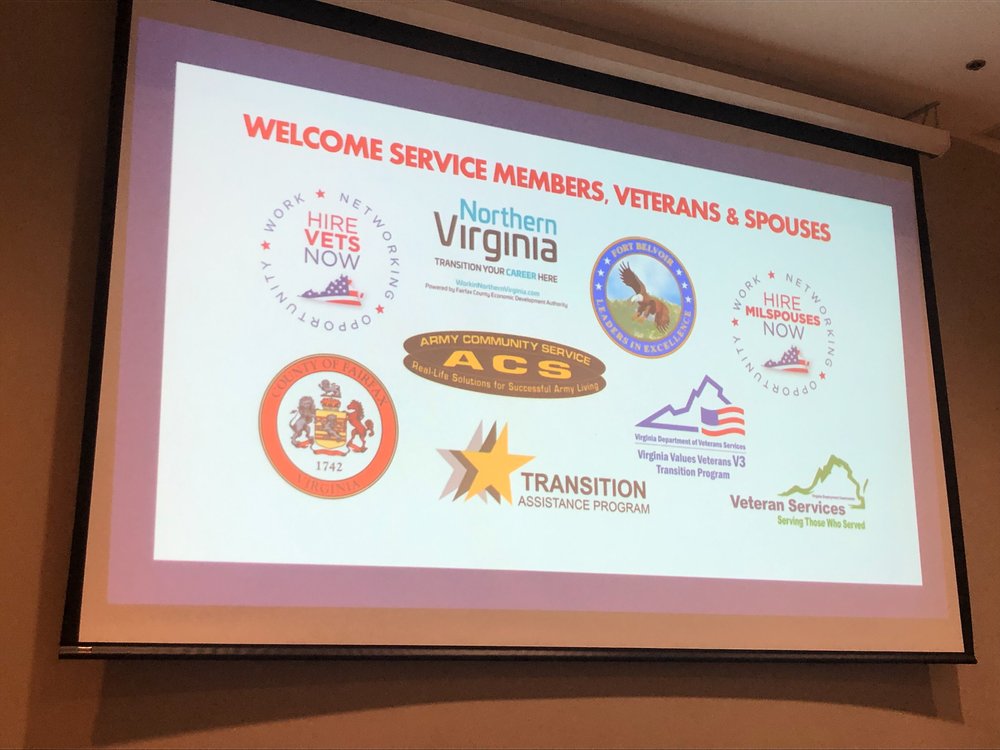 WELCOME SERVICE MEMBERS, VETERANS & SPOUSES
WORK ★ NETWORKING ★ OPPORTUNITY ★
HIRE
VETS
NOW
Northern
Virginia
TRANSITION YOUR CAREER HERE
WorkinNorthernVirginia.com
Powered by Fairfax County Economic Development Authority
FORT BELVOIR
LEADERS IN EXCELLENCE
WORK ★ NETWORKING ★ OPPORTUNITY ★
HIRE
MILSPOUSES
NOW
ARMY COMMUNITY SERVICE
ACS
Real-Life Solutions for Successful Army Living
COUNTY OF FAIRFAX
1742
VIRGINIA
TRANSITION
ASSISTANCE PROGRAM
Virginia Department of Veterans Services
Virginia Values Veterans V3
Transition Program
Virginia Employment Commission
Veteran Services
Serving Those Who Served